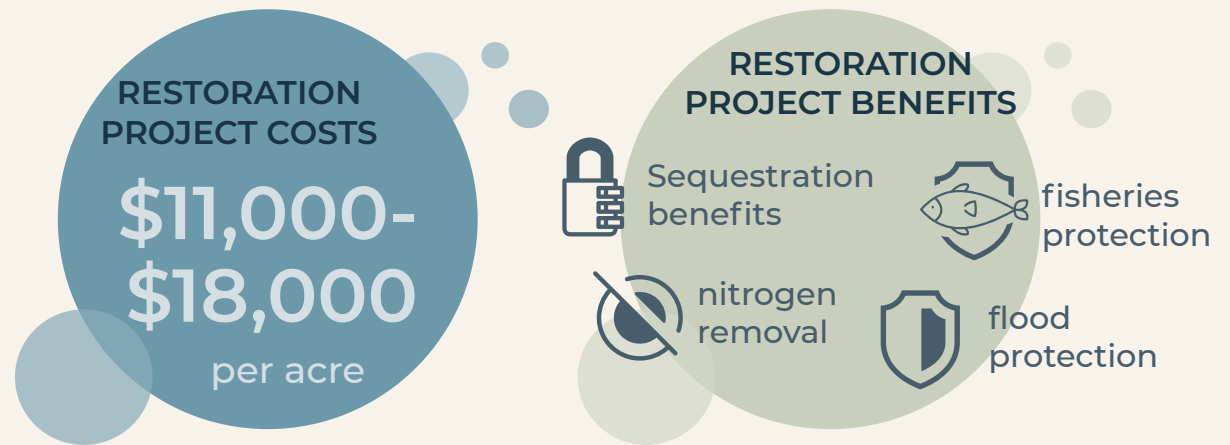 RESTORATION
PROJECT COSTS
$11,000-
$18,000
per acre
RESTORATION
PROJECT BENEFITS
Sequestration
benefits
fisheries
protection
nitrogen
removal
flood
protection